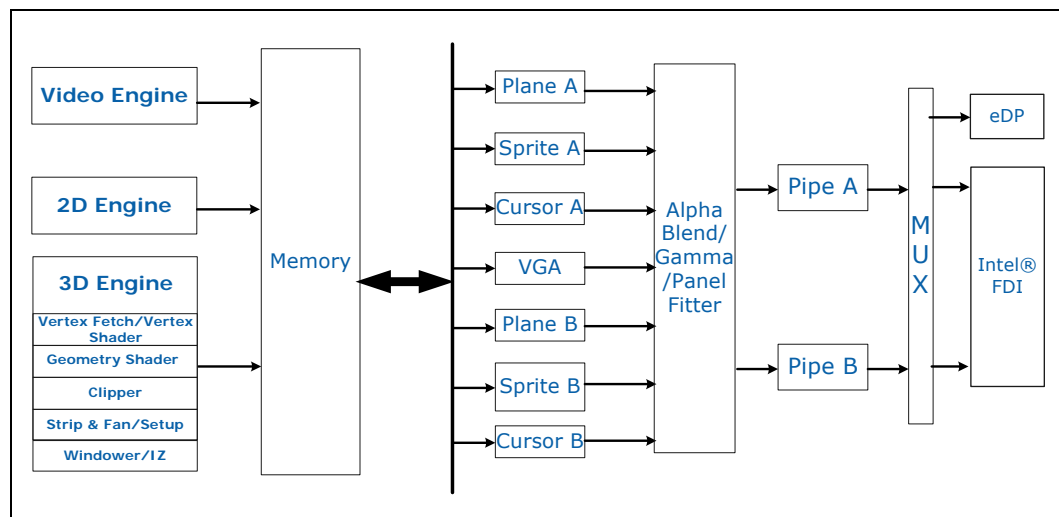 Video Engine
2D Engine
3D Engine
Vertex Fetch/Vertex
Shader
Geometry Shader
Clipper
Strip & Fan/Setup
Windower/IZ
Memory
Plane A
Sprite A
Cursor A
VGA
Plane B
Sprite B
Cursor B
Alpha
Blend/
Gamma
/Panel
Fitter
Pipe A
Pipe B
M
U
X
eDP
Intel®
FDI